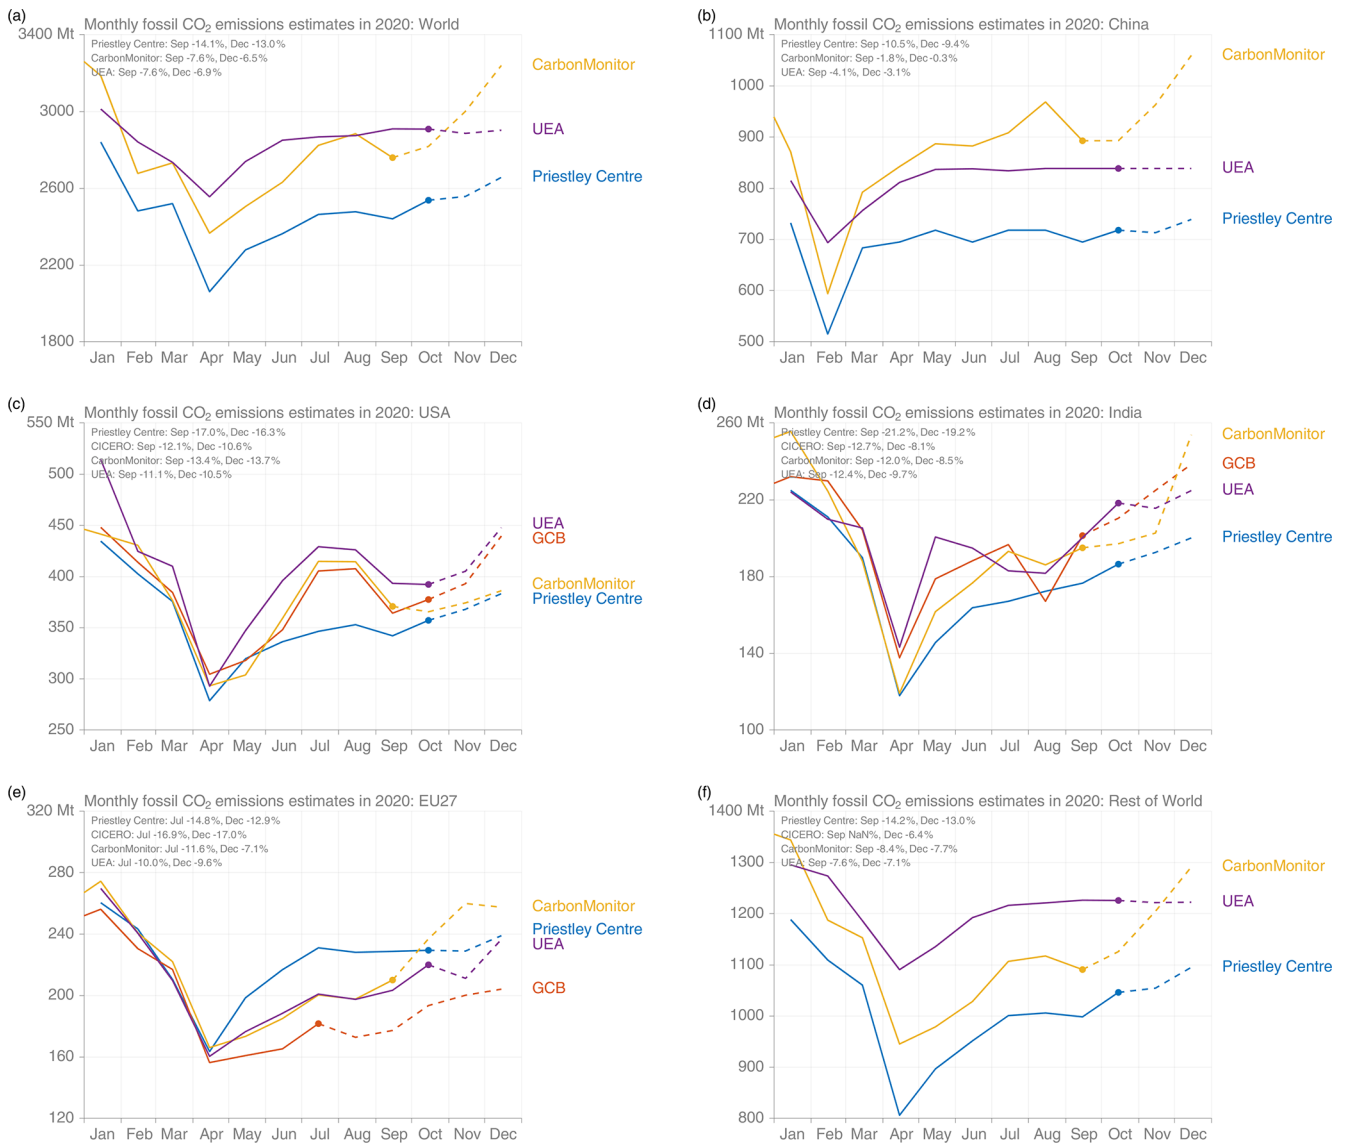 (a)
Monthly fossil CO2 emissions estimates in 2020: World
3400 Mt
Priestley Centre: Sep -14.1%, Dec -13.0%
CarbonMonitor: Sep -7.6%, Dec -6.5%
UEA: Sep -7.6%, Dec -6.9%
CarbonMonitor
3000
UEA
2600
Priestley Centre
2200
1800
Jan Feb Mar Apr May Jun Jul Aug Sep Oct Nov Dec
(b)
Monthly fossil CO2 emissions estimates in 2020: China
1100 Mt
Priestley Centre: Sep -10.5%, Dec -9.4%
CarbonMonitor: Sep -1.8%, Dec -0.3%
UEA: Sep -4.1%, Dec -3.1%
CarbonMonitor
1000
900
UEA
800
Priestley Centre
700
600
500
Jan Feb Mar Apr May Jun Jul Aug Sep Oct Nov Dec
(c)
Monthly fossil CO2 emissions estimates in 2020: USA
550 Mt
Priestley Centre: Sep -17.0%, Dec -16.3%
CICERO: Sep -12.1%, Dec -10.6%
CarbonMonitor: Sep -13.4%, Dec -13.7%
UEA: Sep -11.1%, Dec -10.5%
500
450
UEA
GCB
400
CarbonMonitor
Priestley Centre
350
300
250
Jan Feb Mar Apr May Jun Jul Aug Sep Oct Nov Dec
(d)
Monthly fossil CO2 emissions estimates in 2020: India
260 Mt
Priestley Centre: Sep -21.2%, Dec -19.2%
CICERO: Sep -12.7%, Dec -8.1%
CarbonMonitor: Sep -12.0%, Dec -8.5%
UEA: Sep -12.4%, Dec -9.7%
CarbonMonitor
GCB
UEA
220
Priestley Centre
180
140
100
Jan Feb Mar Apr May Jun Jul Aug Sep Oct Nov Dec
(e)
Monthly fossil CO2 emissions estimates in 2020: EU27
320 Mt
Priestley Centre: Jul -14.8%, Dec -12.9%
CICERO: Jul -16.9%, Dec -17.0%
CarbonMonitor: Jul -11.6%, Dec -7.1%
UEA: Jul -10.0%, Dec -9.6%
280
CarbonMonitor
240
Priestley Centre
UEA
200
GCB
160
120
Jan Feb Mar Apr May Jun Jul Aug Sep Oct Nov Dec
(f)
Monthly fossil CO2 emissions estimates in 2020: Rest of World
1400 Mt
Priestley Centre: Sep -14.2%, Dec -13.0%
CICERO: Sep NaN%, Dec -6.4%
CarbonMonitor: Sep -8.4%, Dec -7.7%
UEA: Sep -7.6%, Dec -7.1%
1300
CarbonMonitor
1200
UEA
1100
Priestley Centre
1000
900
800
Jan Feb Mar Apr May Jun Jul Aug Sep Oct Nov Dec